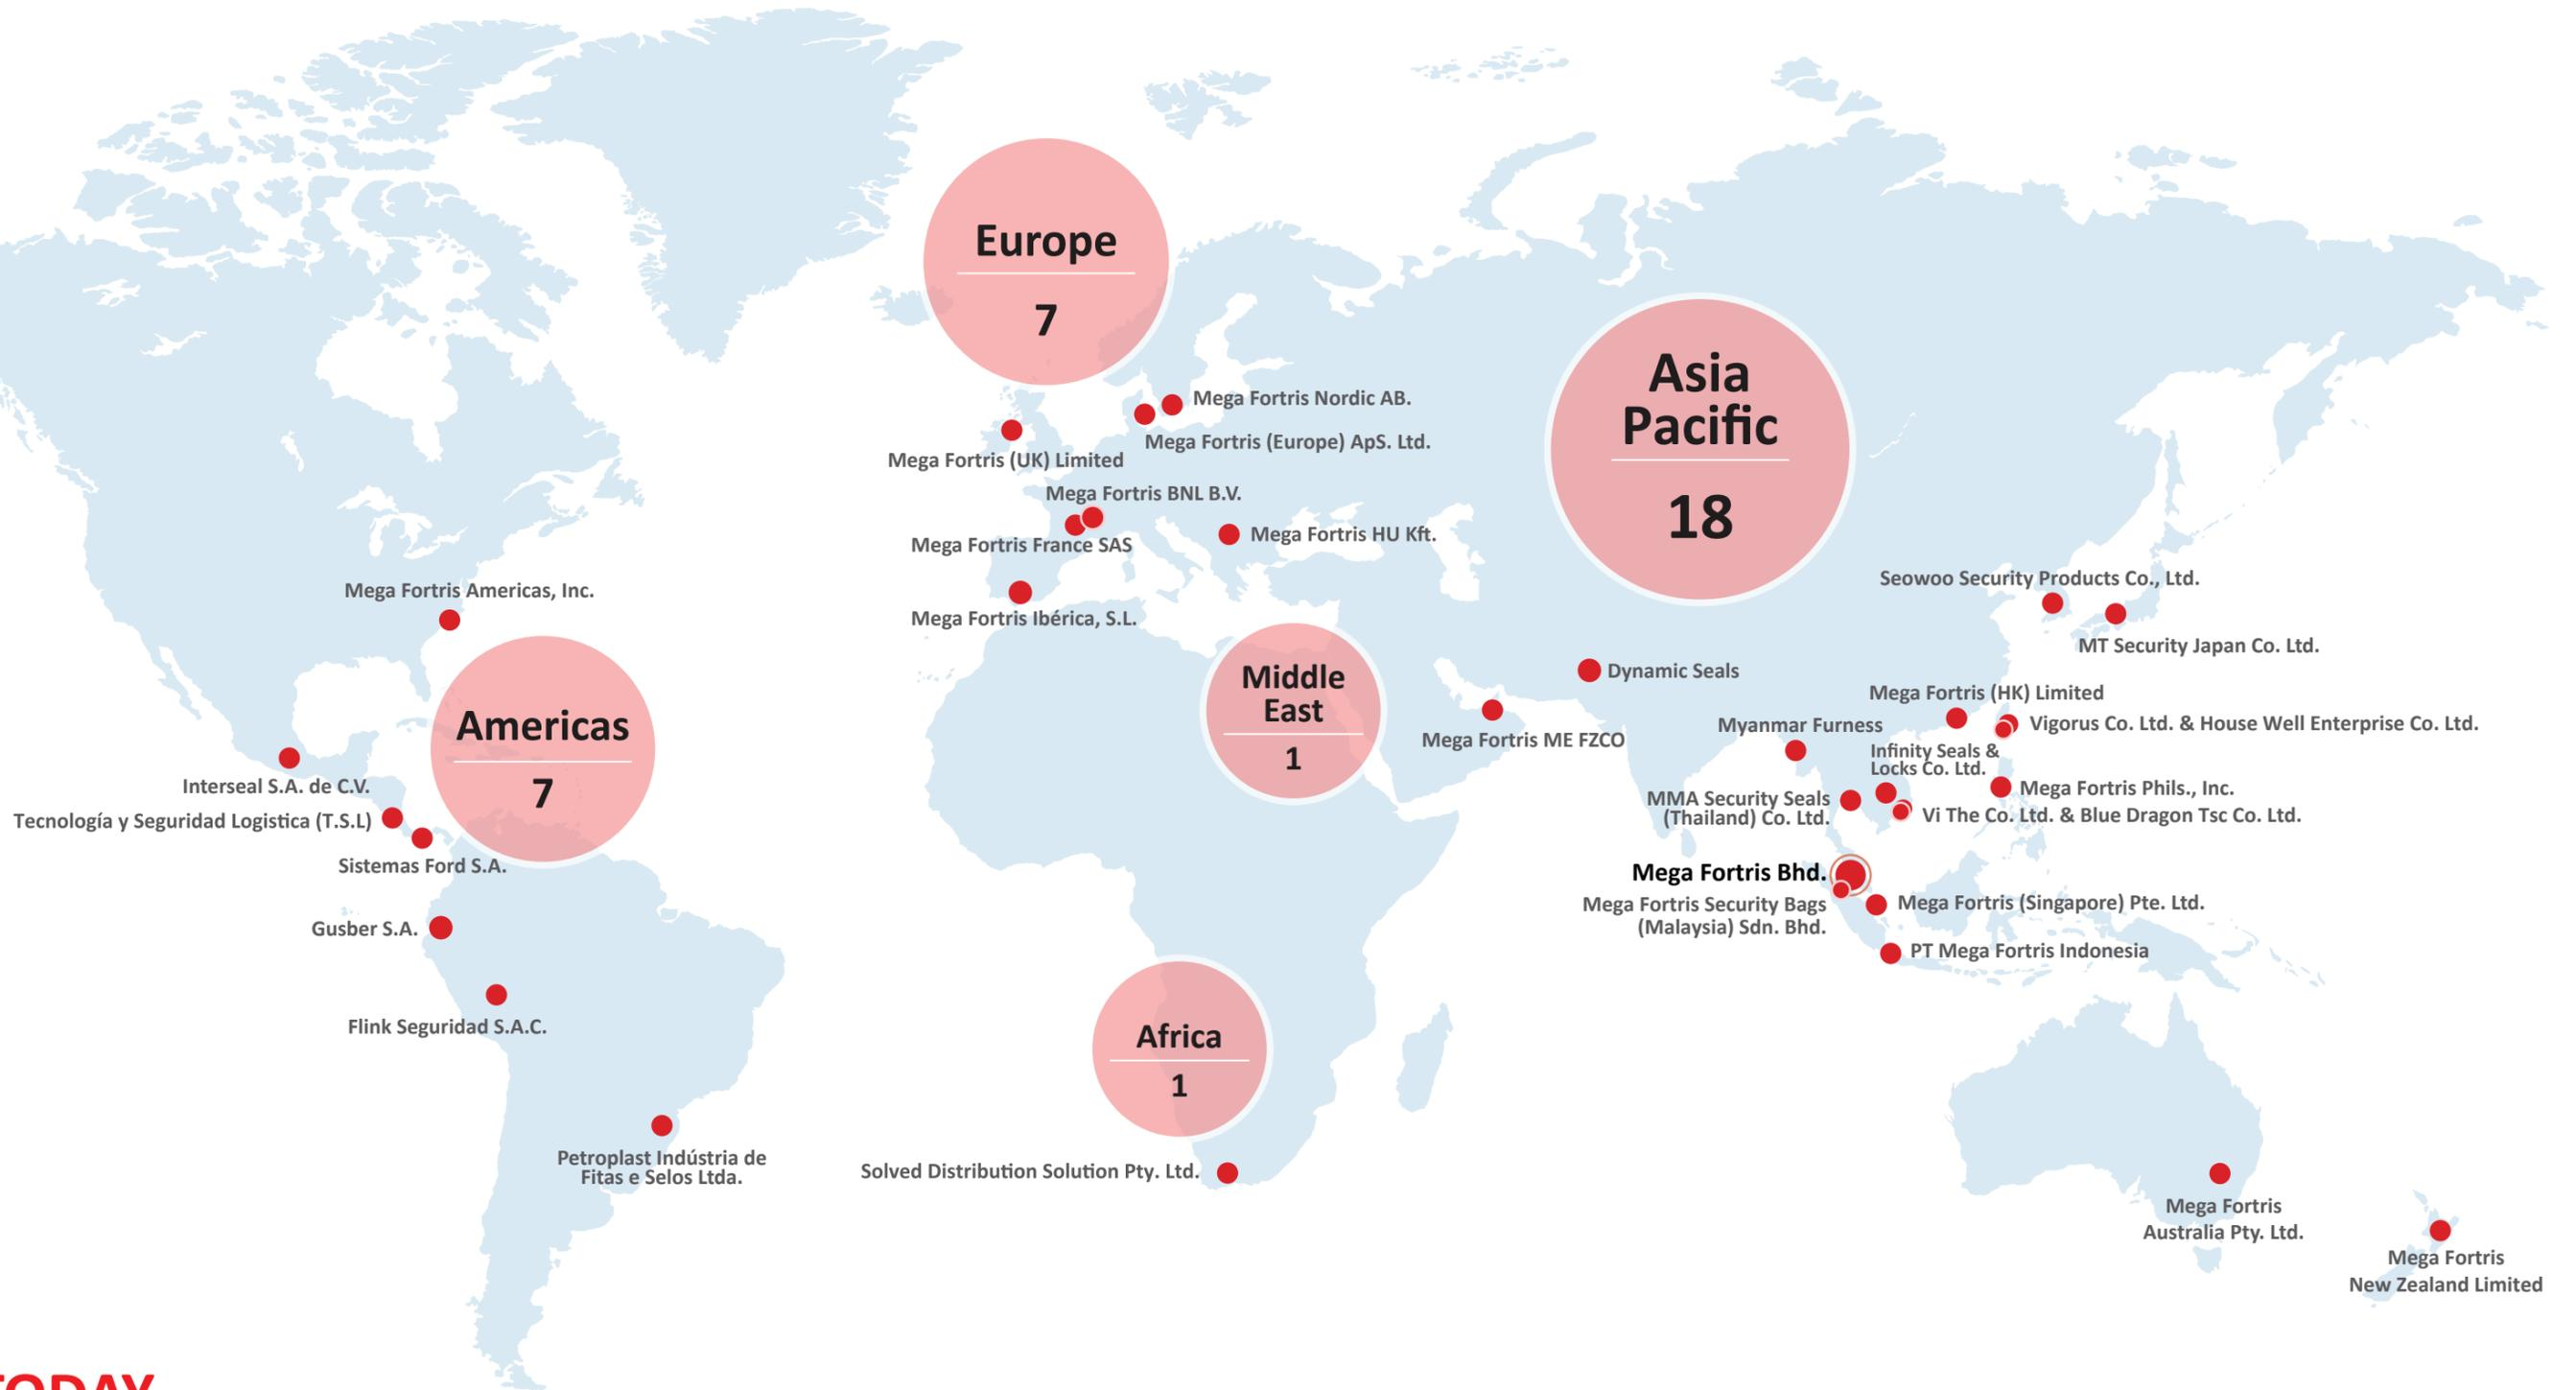 Europe
7
Mega Fortris Nordic AB.
Mega Fortris (Europe) ApS. Ltd.
Mega Fortris (UK) Limited
Mega Fortris BNL B.V.
Mega Fortris France SAS
Mega Fortris HU Kft.
Mega Fortris Ibérica, S.L.
Asia
Pacific
18
Seowoo Security Products Co., Ltd.
MT Security Japan Co. Ltd.
Dynamic Seals
Mega Fortris (HK) Limited
Vigorus Co. Ltd. & House Well Enterprise Co. Ltd.
Myanmar Furness
Infinity Seals &
Locks Co. Ltd.
Mega Fortris Phils., Inc.
MMA Security Seals
(Thailand) Co. Ltd.
Vi The Co. Ltd. & Blue Dragon Tsc Co. Ltd.
Mega Fortris Bhd.
Mega Fortris Security Bags
(Malaysia) Sdn. Bhd.
Mega Fortris (Singapore) Pte. Ltd.
PT Mega Fortris Indonesia
Mega Fortris
Australia Pty. Ltd.
Mega Fortris
New Zealand Limited
Middle
East
1
Mega Fortris ME FZCO
Mega Fortris Americas, Inc.
Americas
7
Interseal S.A. de C.V.
Tecnología y Seguridad Logistica (T.S.L)
Sistemas Ford S.A.
Gusber S.A.
Flink Seguridad S.A.C.
Petroplast Indústria de
Fitas e Selos Ltda.
Africa
1
Solved Distribution Solution Pty. Ltd.
TODAY